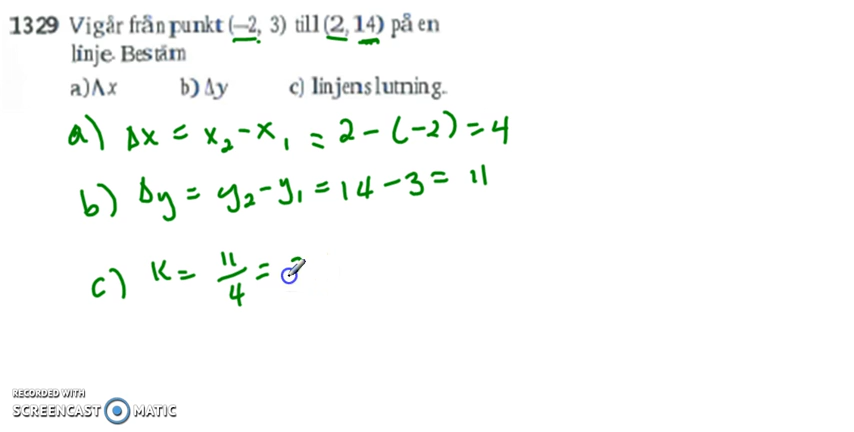 1329 Vi går från punkt (−2, 3) till (2, 14) på en
linje. Bestäm
a) Δx b) Δy c) linjens lutning.
a) Δx = x₂ - x₁ = 2 - (-2) = 4
b) Δy = y₂ - y₁ = 14 - 3 = 11
c) K = 11/4 =
RECORDED WITH
SCREENCAST MATIC